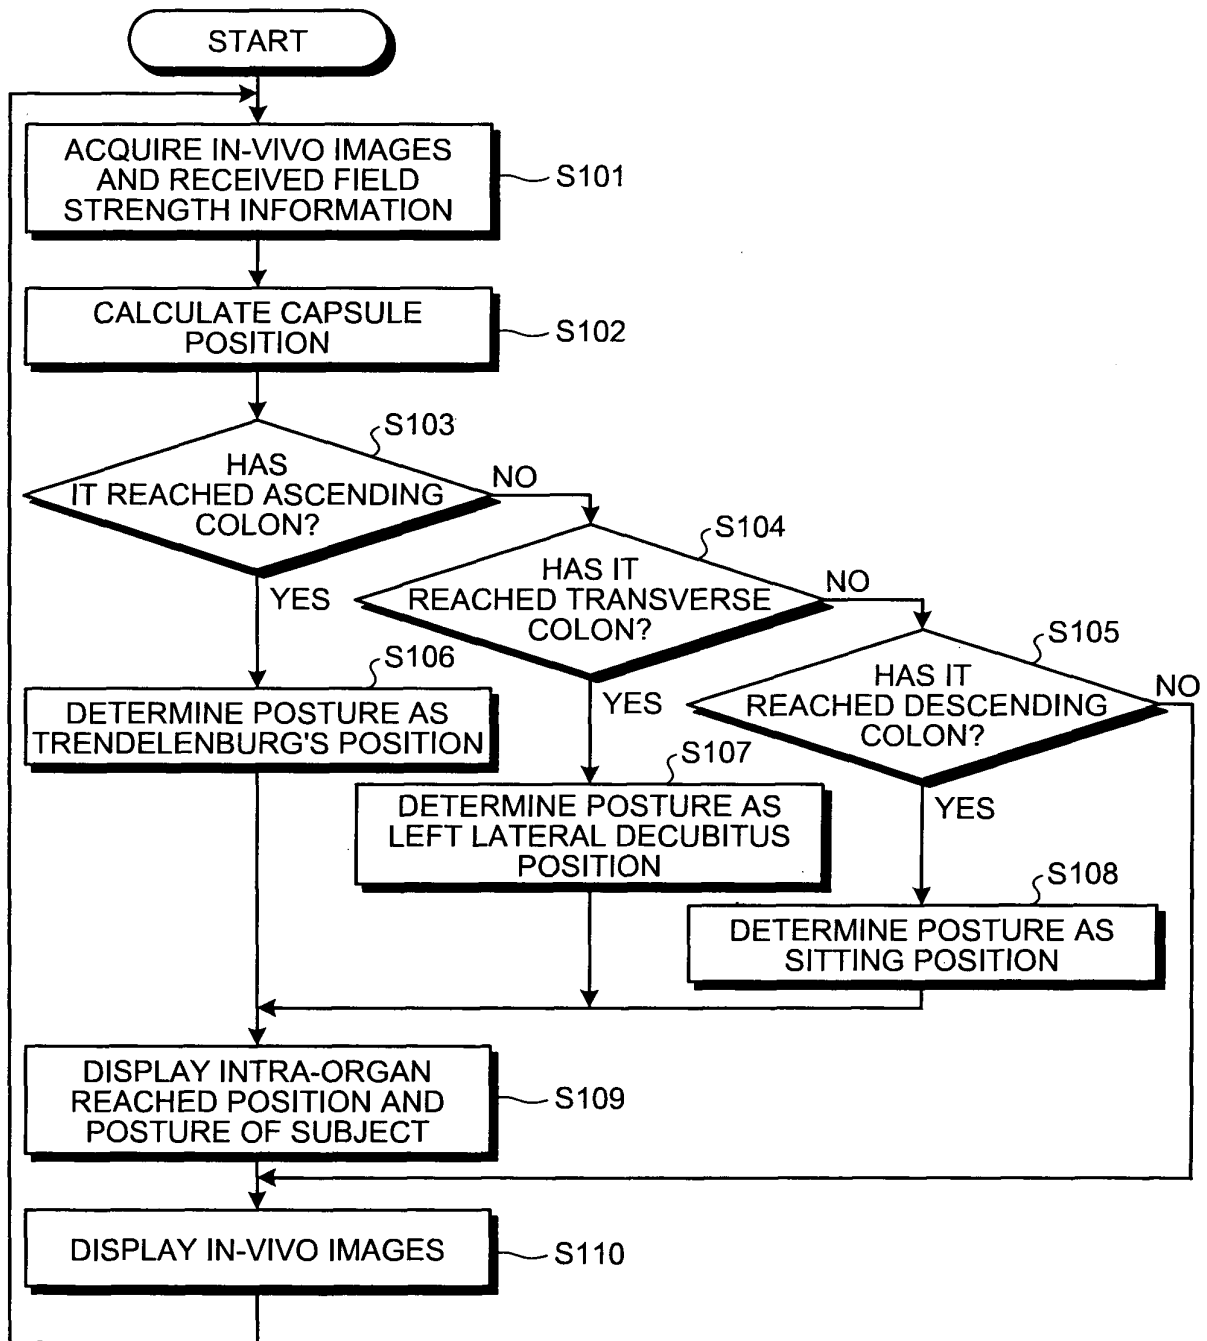 START
ACQUIRE IN-VIVO IMAGES
AND RECEIVED FIELD
STRENGTH INFORMATION
S101
CALCULATE CAPSULE
POSITION
S102
S103
HAS
IT REACHED ASCENDING
COLON?
NO
YES
S104
HAS IT
REACHED TRANSVERSE
COLON?
NO
YES
S105
HAS IT
REACHED DESCENDING
COLON?
NO
YES
S106
DETERMINE POSTURE AS
TRENDELENBURG'S POSITION
S107
DETERMINE POSTURE AS
LEFT LATERAL DECUBITUS
POSITION
S108
DETERMINE POSTURE AS
SITTING POSITION
DISPLAY INTRA-ORGAN
REACHED POSITION AND
POSTURE OF SUBJECT
S109
DISPLAY IN-VIVO IMAGES
S110